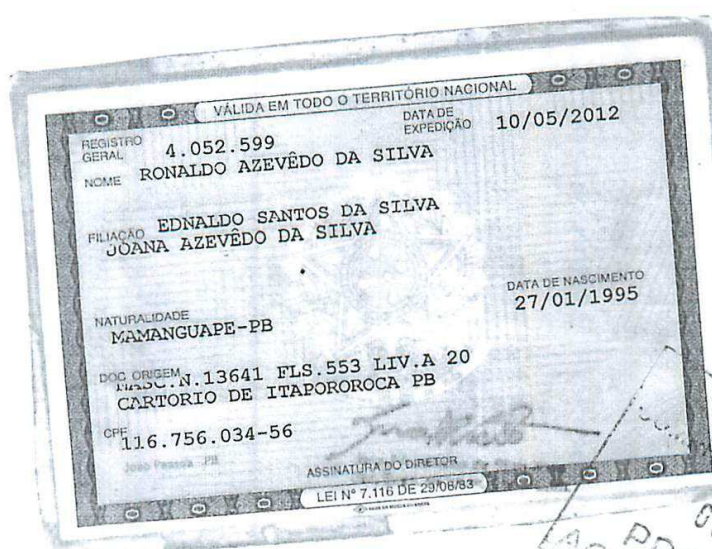 VÁLIDA EM TODO O TERRITÓRIO NACIONAL
REGISTRO GERAL 4.052.599 DATA DE EXPEDIÇÃO 10/05/2012
NOME RONALDO AZEVÊDO DA SILVA
FILIAÇÃO EDNALDO SANTOS DA SILVA
JOANA AZEVÊDO DA SILVA
NATURALIDADE DATA DE NASCIMENTO
MAMANGUAPE-PB 27/01/1995
DOC ORIGEM NASC.N.13641 FLS.553 LIV.A 20
CARTORIO DE ITAPOROROCA PB
CPF 116.756.034-56
João Pessoa - PB
ASSINATURA DO DIRETOR
LEI Nº 7.116 DE 29/08/83